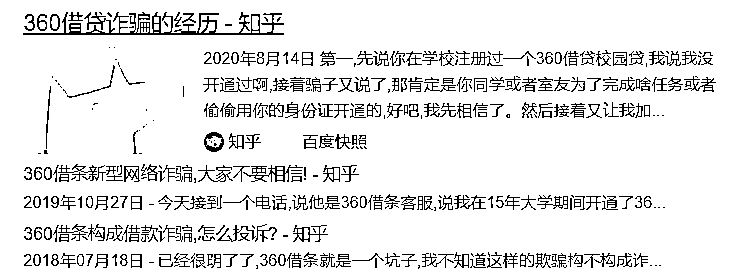 360借贷诈骗的经历 - 知乎
2020年8月14日 第一,先说你在学校注册过一个360借贷校园贷,我说我没
开通过啊,接着骗子又说了,那肯定是你同学或者室友为了完成啥任务或者
偷偷用你的身份证开通的,好吧,我先相信了。然后接着又让我加...
知乎 百度快照
360借条新型网络诈骗,大家不要相信! - 知乎
2019年10月27日 - 今天接到一个电话,说他是360借条客服,说我在15年大学期间开通了36...
360借条构成借款诈骗,怎么投诉? - 知乎
2018年07月18日 - 已经很明了了,360借条就是一个坑子,我不知道这样的欺骗构不构成诈...